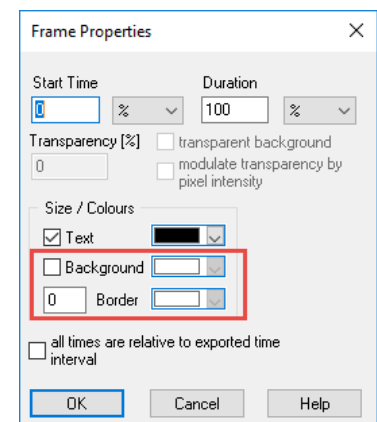 Frame Properties
Start Time Duration
0 % 100 %
Transparency [%] transparent background
0 modulate transparency by
pixel intensity
Size / Colours
Text
Background
0 Border
all times are relative to exported time
interval
OK Cancel Help